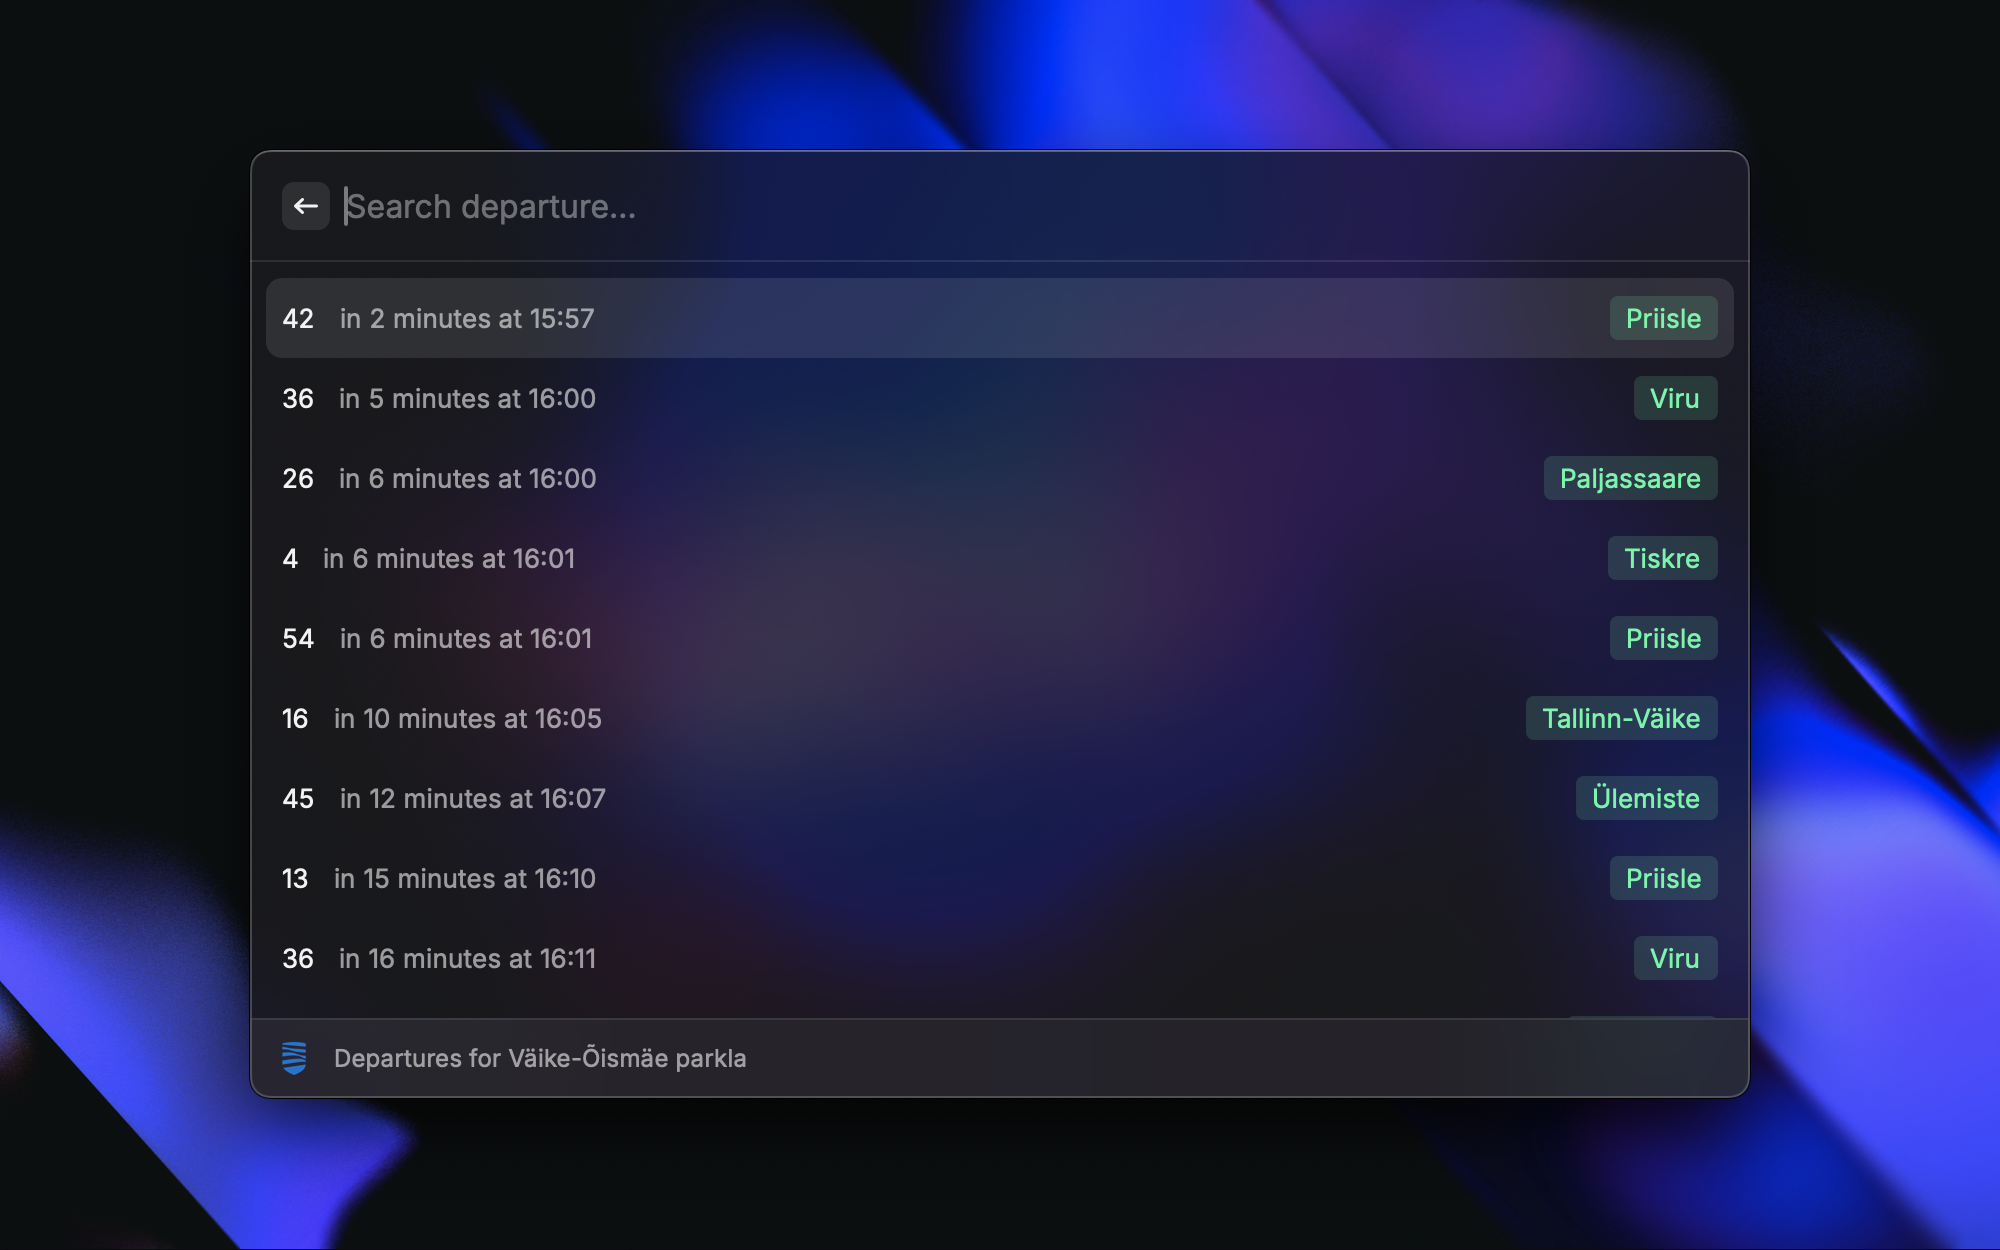 Search departure...
42 in 2 minutes at 15:57 Priisle
36 in 5 minutes at 16:00 Viru
26 in 6 minutes at 16:00 Paljassaare
4 in 6 minutes at 16:01 Tiskre
54 in 6 minutes at 16:01 Priisle
16 in 10 minutes at 16:05 Tallinn-Väike
45 in 12 minutes at 16:07 Ülemiste
13 in 15 minutes at 16:10 Priisle
36 in 16 minutes at 16:11 Viru
Departures for Väike-Õismäe parkla